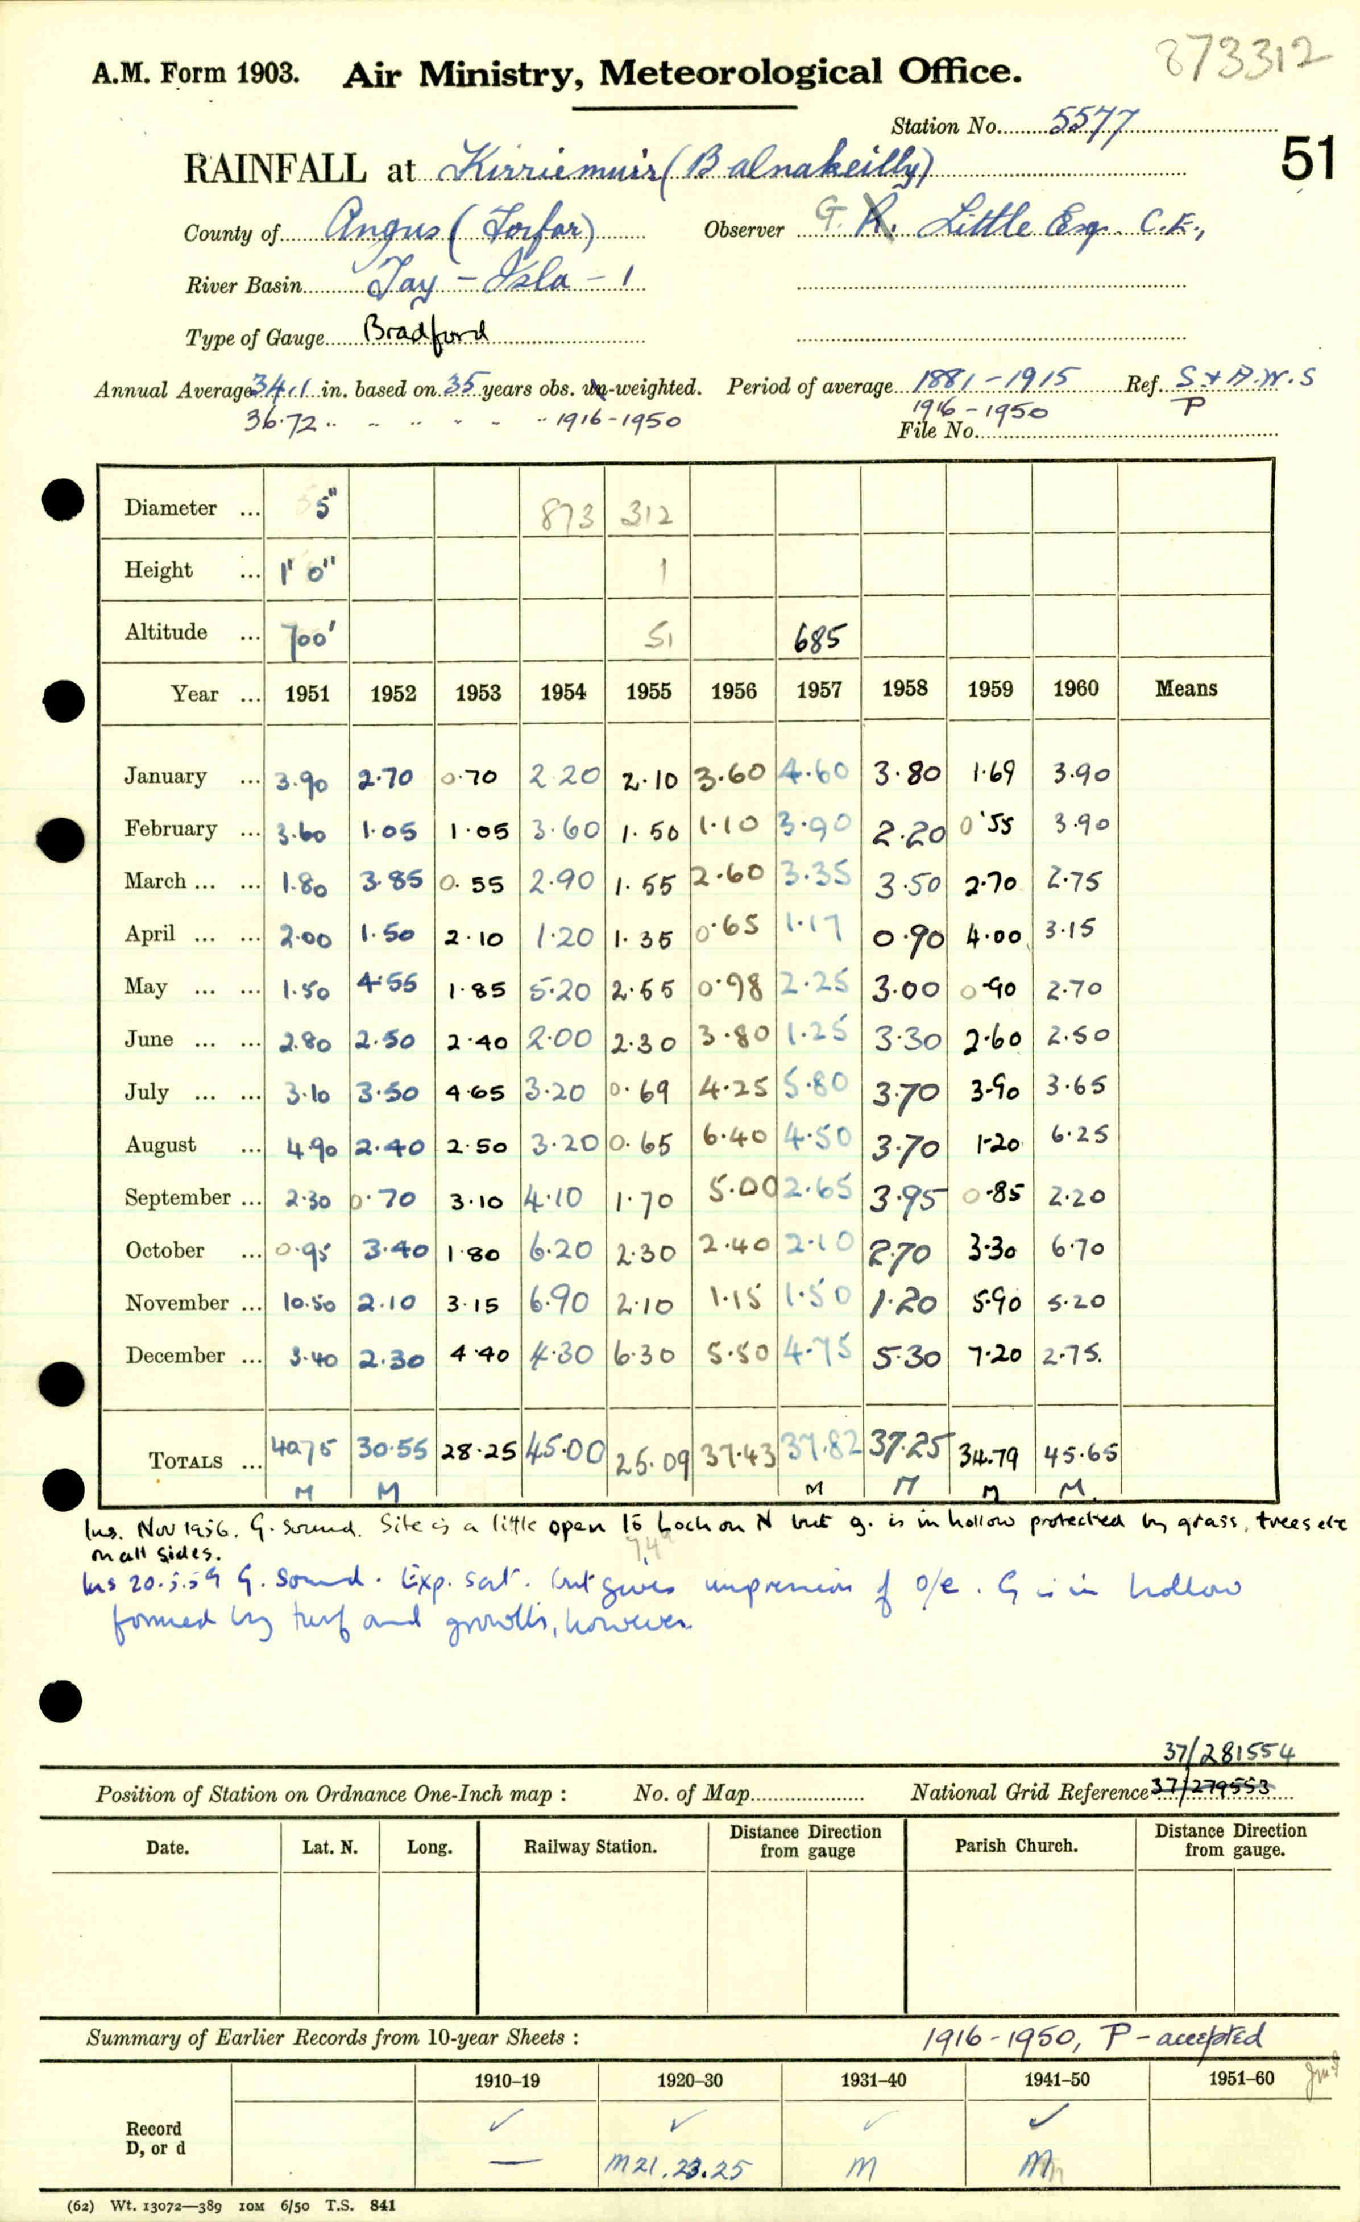 873312
A.M. Form 1903. Air Ministry, Meteorological Office.
Station No. 5577
51
RAINFALL at Kirriemuir (Balnakeilly)
County of Angus (Forfar) Observer G. R. Little Esq. C.E.,
River Basin Tay - Isla - 1
Type of Gauge Bradford
Annual Average 34.1 in. based on 35 years obs. un-weighted. Period of average 1881-1915 Ref. S & A.W.S
36.72 " " " " " " 1916-1950 1916-1950 P
File No.
Diameter ... 5" 873 312
Height ... 1' 0" 1
Altitude ... 700' 51 685
Year ... 1951 1952 1953 1954 1955 1956 1957 1958 1959 1960 Means
January ... 3.90 2.70 0.70 2.20 2.10 3.60 4.60 3.80 1.69 3.90
February ... 3.60 1.05 1.05 3.60 1.50 1.10 3.90 2.20 0.55 3.90
March ... ... 1.80 3.85 0.55 2.90 1.55 2.60 3.35 3.50 2.70 2.75
April ... ... 2.00 1.50 2.10 1.20 1.35 0.65 1.17 0.90 4.00 3.15
May ... ... 1.50 4.55 1.85 5.20 2.55 0.98 2.25 3.00 0.90 2.70
June ... ... 2.80 2.50 2.40 2.00 2.30 3.80 1.25 3.30 2.60 2.50
July ... ... 3.10 3.50 4.65 3.20 0.69 4.25 5.80 3.70 3.90 3.65
August ... 4.90 2.40 2.50 3.20 0.65 6.40 4.50 3.70 1.20 6.25
September ... 2.30 0.70 3.10 4.10 1.70 5.00 2.65 3.95 0.85 2.20
October ... 0.95 3.40 1.80 6.20 2.30 2.40 2.10 2.70 3.30 6.70
November ... 10.50 2.10 3.15 6.90 2.10 1.15 1.50 1.20 5.90 5.20
December ... 3.40 2.30 4.40 4.30 6.30 5.50 4.75 5.30 7.20 2.75.
TOTALS ... 40.75 30.55 28.25 45.00 25.09 37.43 37.82 37.25 34.79 45.65
M M M M M M.
Ins. Nov 1956. G. Sound. Site is a little open to Loch on N but g. is in hollow protected by grass, trees etc
on all sides.
Ins 20.5.59 G. Sound. Exp. sat. but gives impression of o/e. G is in hollow
formed by turf and growth, however.
37/281554
Position of Station on Ordnance One-Inch map : No. of Map National Grid Reference 37/279553
Date. Lat. N. Long. Railway Station. Distance Direction from gauge Parish Church. Distance Direction from gauge.
Summary of Earlier Records from 10-year Sheets : 1916-1950, P - accepted
1910–19 1920–30 1931–40 1941–50 1951–60
Record ✓ ✓ ✓ ✓
D, or d — M21.23.25 M M
(62) Wt. 13072—389 10M 6/50 T.S. 841